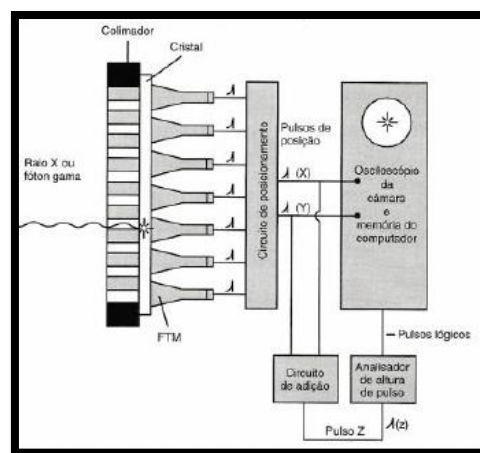 Colimador
Cristal
Raio X ou
fóton gama
FTM
Circuito de posicionamento
Pulsos de
posição
(X)
(Y)
Osciloscópio
da
câmara
e
memória do
computador
Pulsos lógicos
Circuito
de adição
Analisador
de altura
de pulso
Pulso Z
(z)